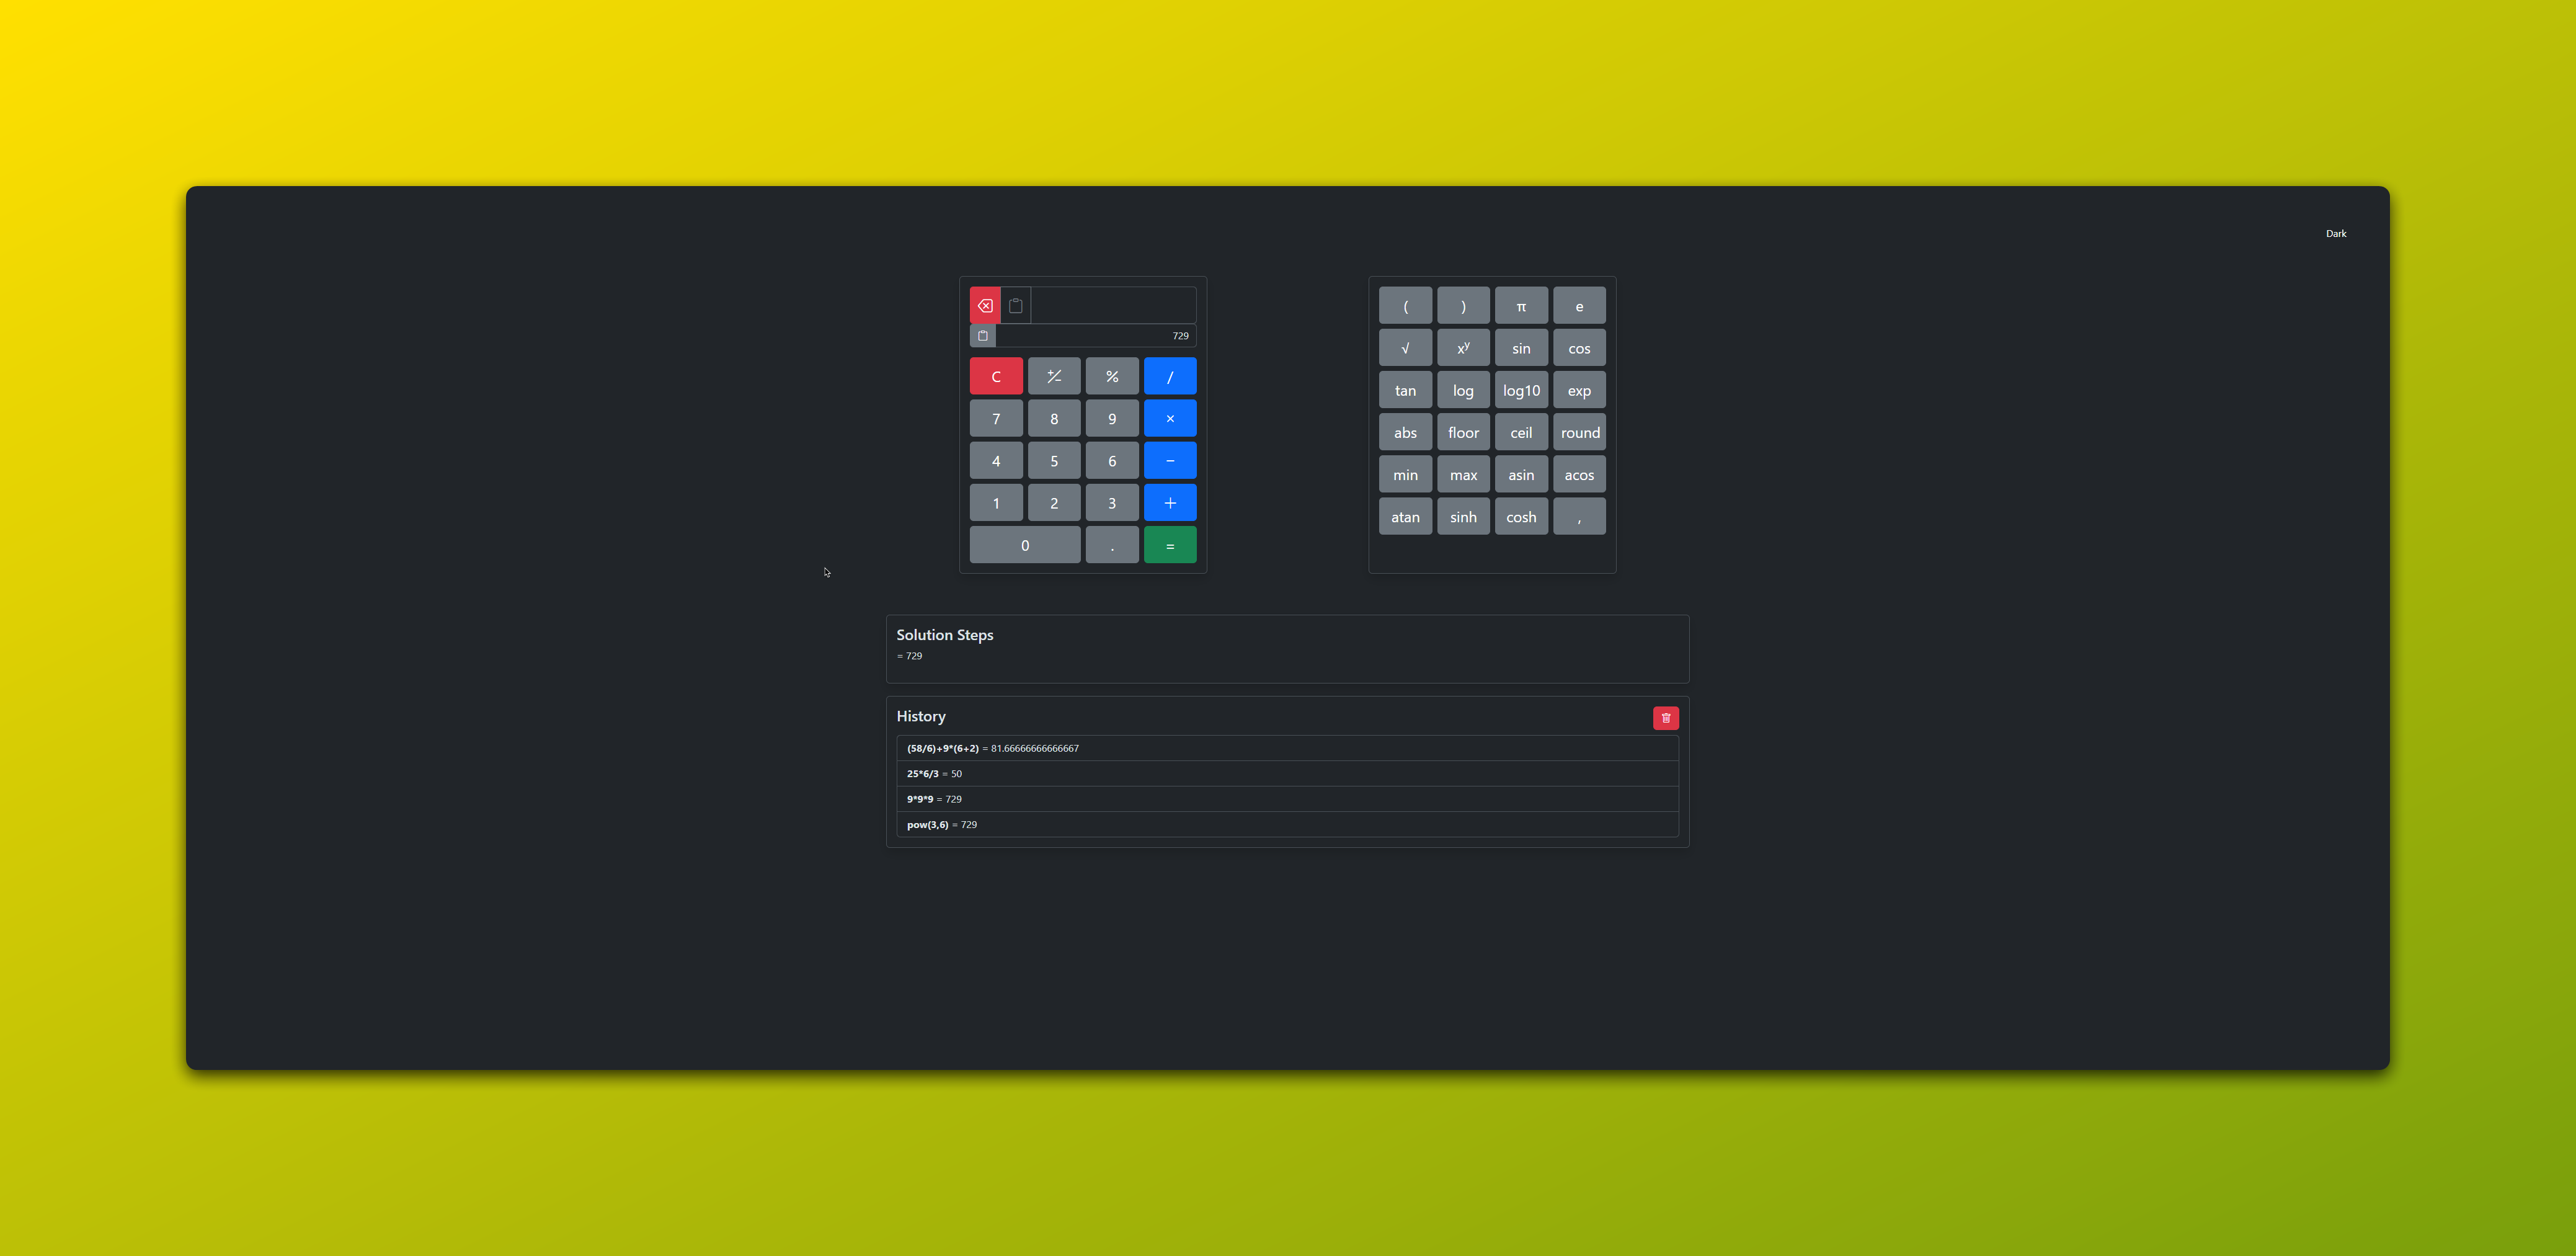 Dark
729
C % /
7 8 9 ×
4 5 6 −
1 2 3 +
0 . =
( ) π e
√ xʸ sin cos
tan log log10 exp
abs floor ceil round
min max asin acos
atan sinh cosh ,
Solution Steps
= 729
History
(58/6)+9*(6+2) = 81.66666666666667
25*6/3 = 50
9*9*9 = 729
pow(3,6) = 729